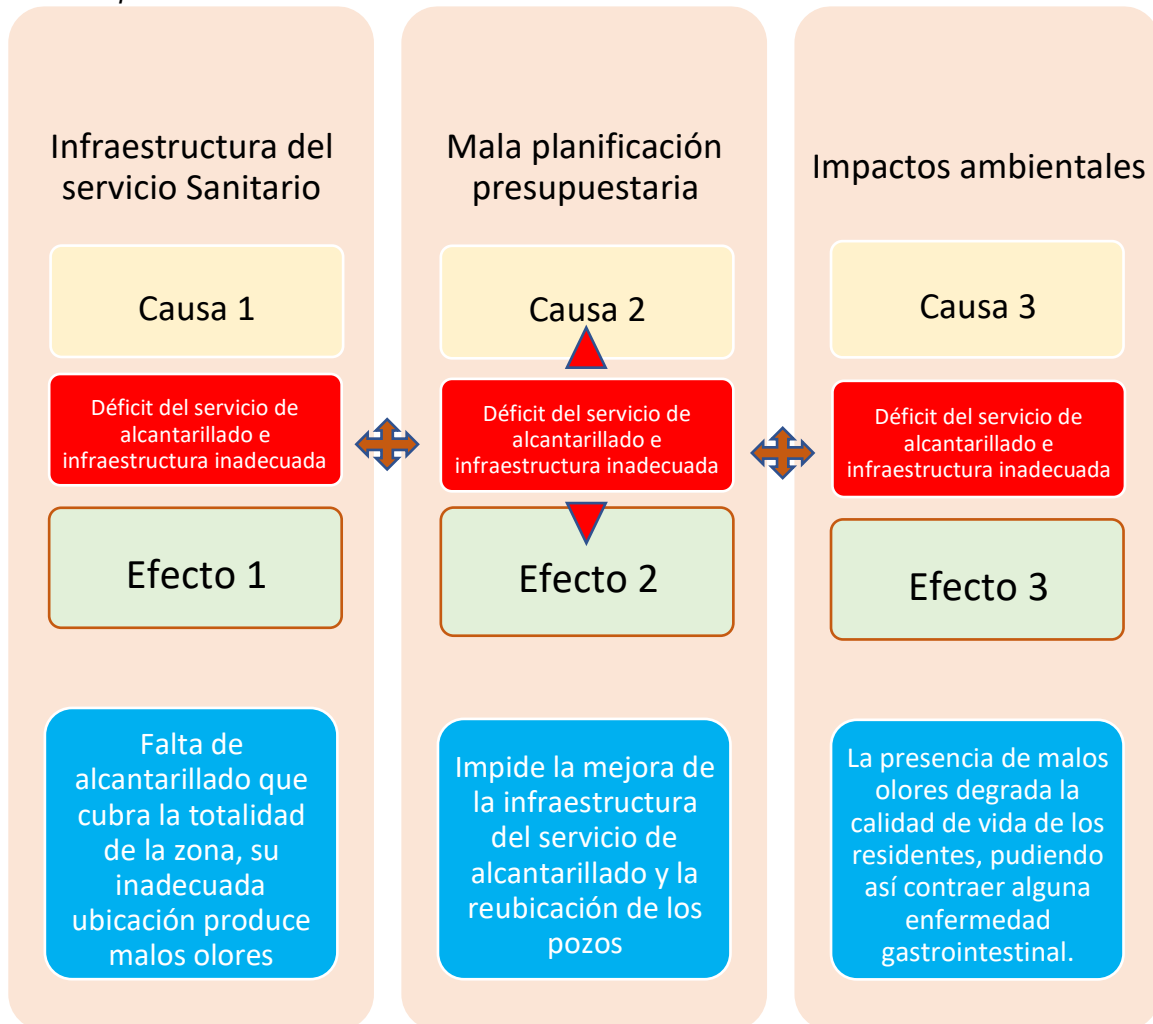 Infraestructura del
servicio Sanitario
Causa 1
Déficit del servicio de
alcantarillado e
infraestructura inadecuada
Efecto 1
Falta de
alcantarillado que
cubra la totalidad
de la zona, su
inadecuada
ubicación produce
malos olores
Mala planificación
presupuestaria
Causa 2
Déficit del servicio de
alcantarillado e
infraestructura inadecuada
Efecto 2
Impide la mejora de
la infraestructura
del servicio de
alcantarillado y la
reubicación de los
pozos
Impactos ambientales
Causa 3
Déficit del servicio de
alcantarillado e
infraestructura inadecuada
Efecto 3
La presencia de malos
olores degrada la
calidad de vida de los
residentes, pudiendo
así contraer alguna
enfermedad
gastrointestinal.